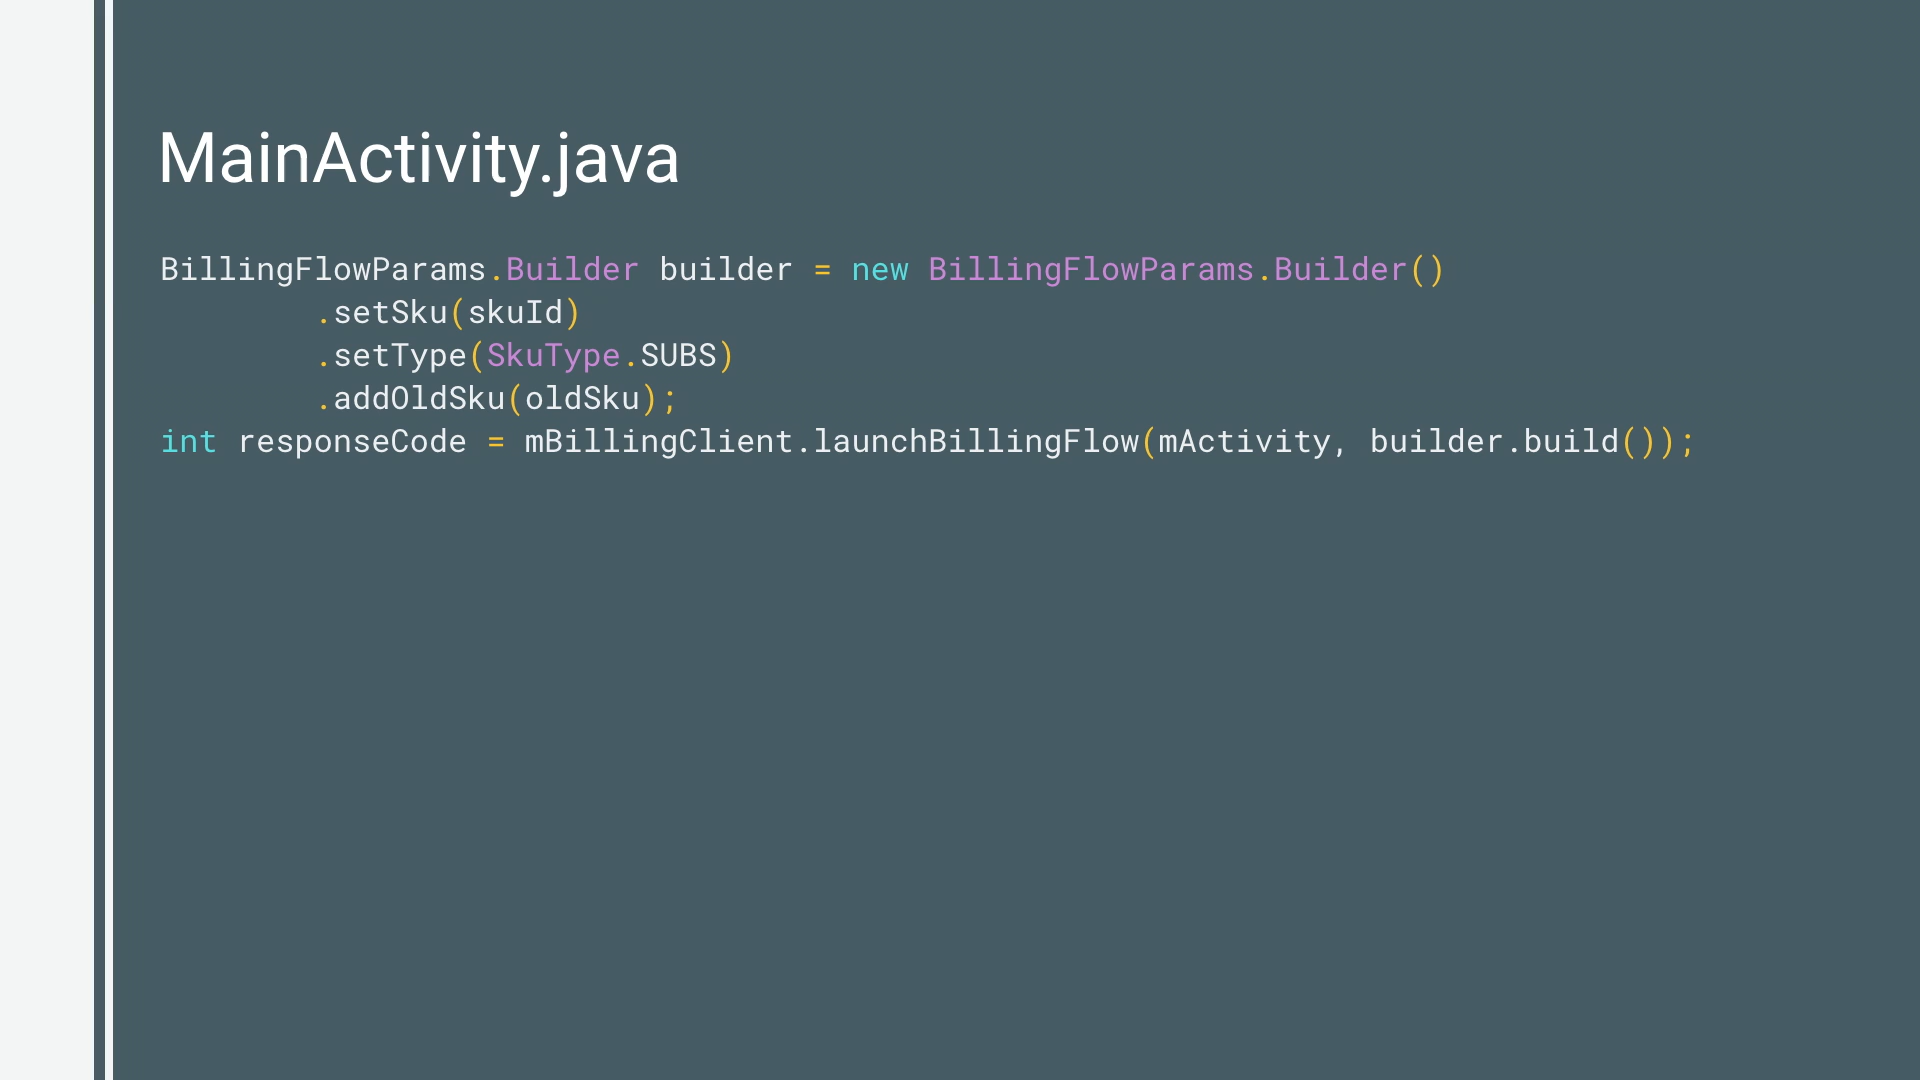 MainActivity.java
BillingFlowParams.Builder builder = new BillingFlowParams.Builder()
        .setSku(skuId)
        .setType(SkuType.SUBS)
        .addOldSku(oldSku);
int responseCode = mBillingClient.launchBillingFlow(mActivity, builder.build());